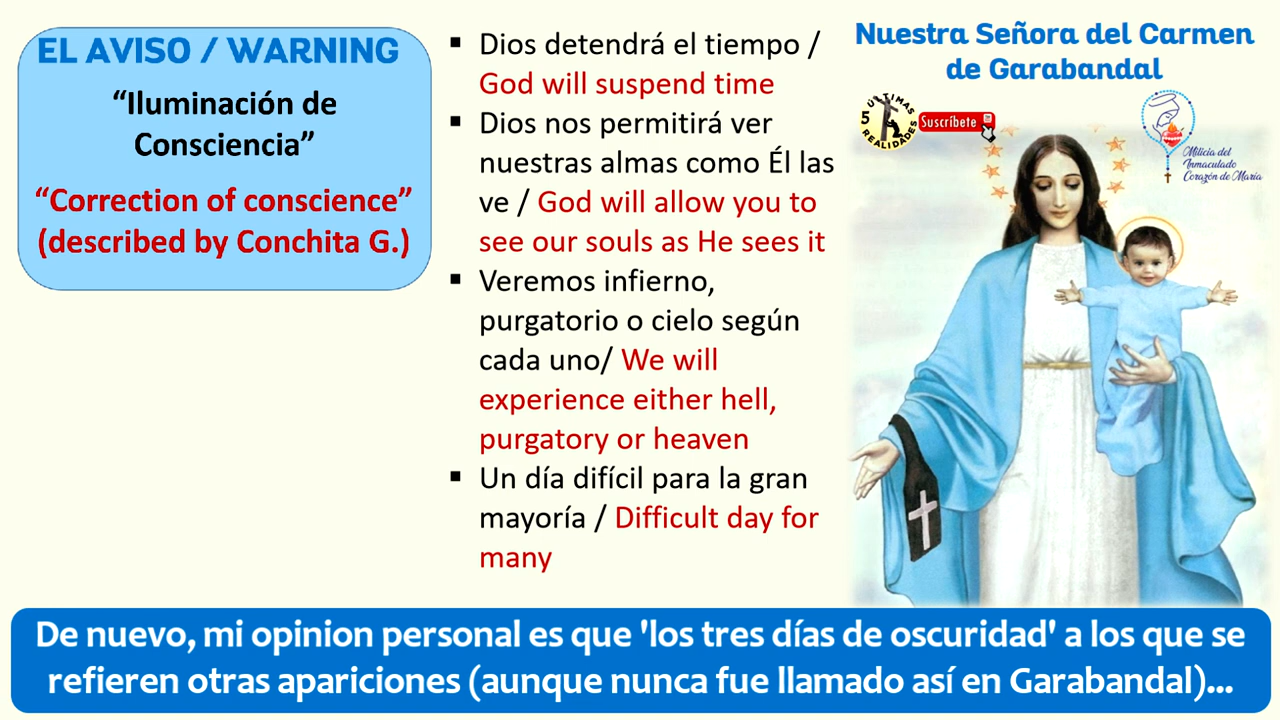 EL AVISO / WARNING
“Iluminación de
Consciencia”
“Correction of conscience”
(described by Conchita G.)
▪ Dios detendrá el tiempo /
God will suspend time
▪ Dios nos permitirá ver
nuestras almas como Él las
ve / God will allow you to
see our souls as He sees it
▪ Veremos infierno,
purgatorio o cielo según
cada uno/ We will
experience either hell,
purgatory or heaven
▪ Un día difícil para la gran
mayoría / Difficult day for
many
Nuestra Señora del Carmen
de Garabandal
5 ÚLTIMAS
REALIDADES
Suscríbete
Milicia del
Inmaculado
Corazón de María
De nuevo, mi opinion personal es que 'los tres días de oscuridad' a los que se
refieren otras apariciones (aunque nunca fue llamado así en Garabandal)...